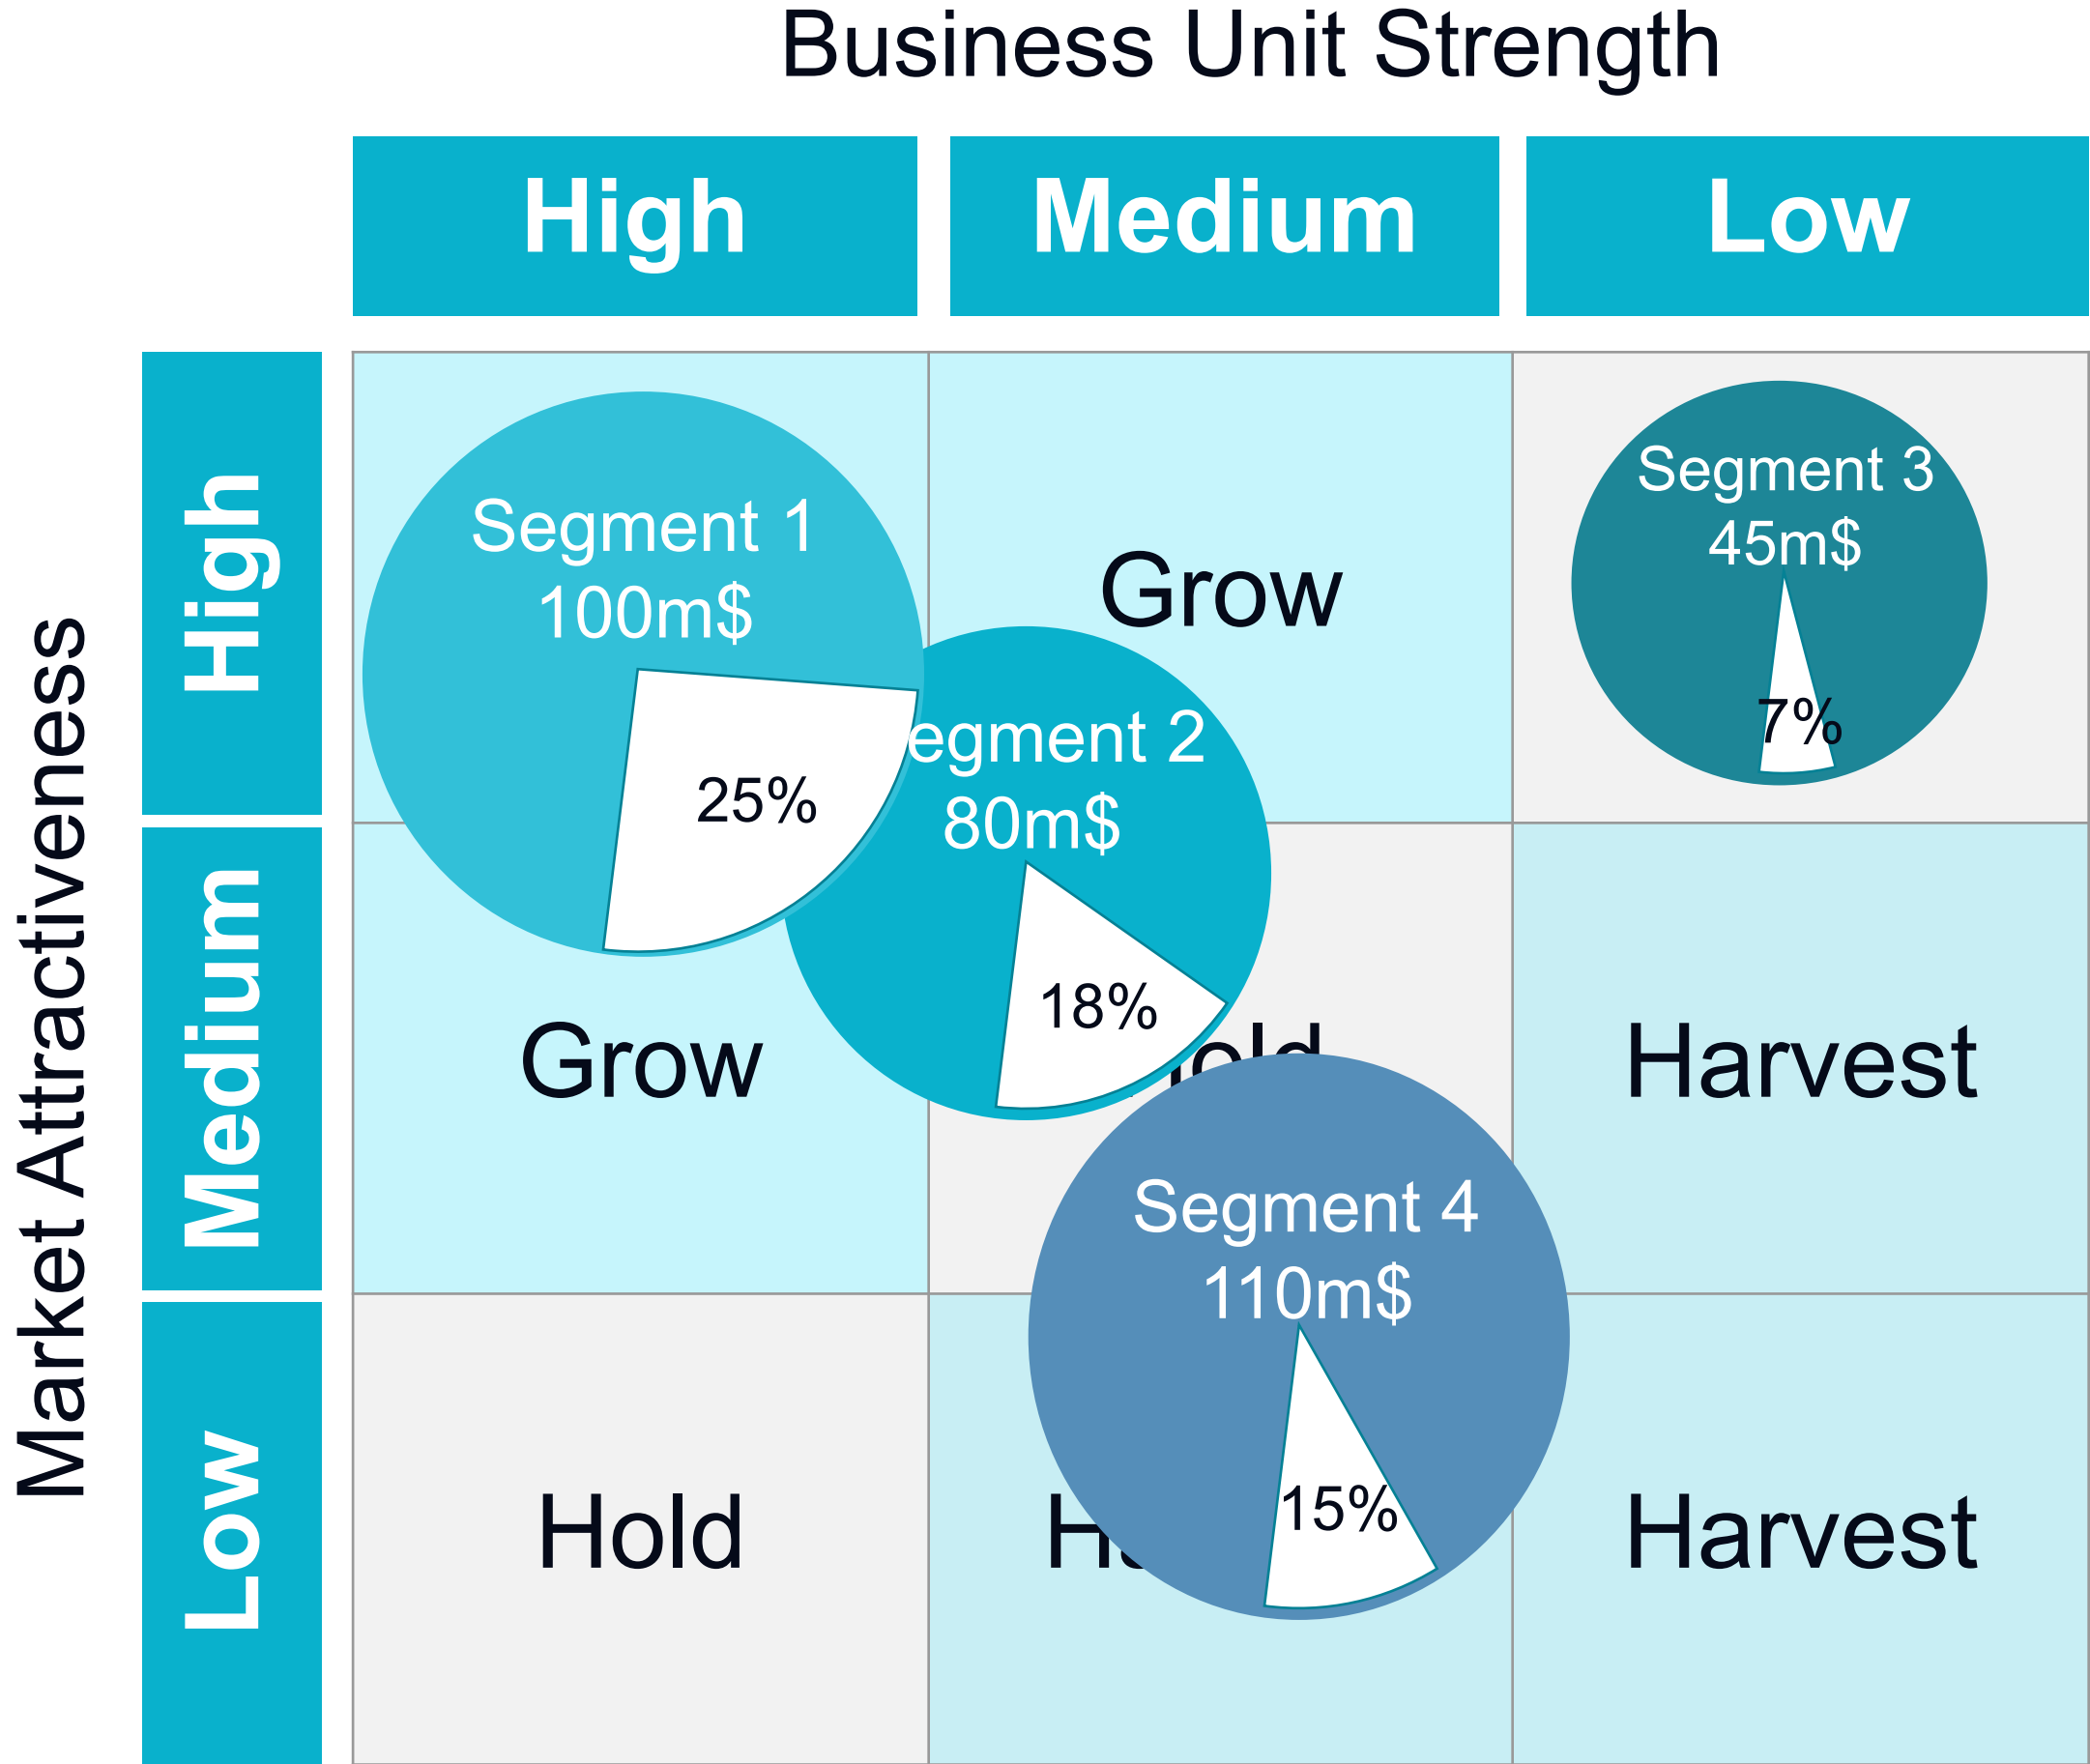 Business Unit Strength
High
Medium
Low
Market Attractiveness
High
Medium
Low
Segment 1
100m$
25%
Grow
Segment 3
45m$
7%
egment 2
80m$
18%
Grow
Harvest
Segment 4
110m$
15%
Hold
Harvest